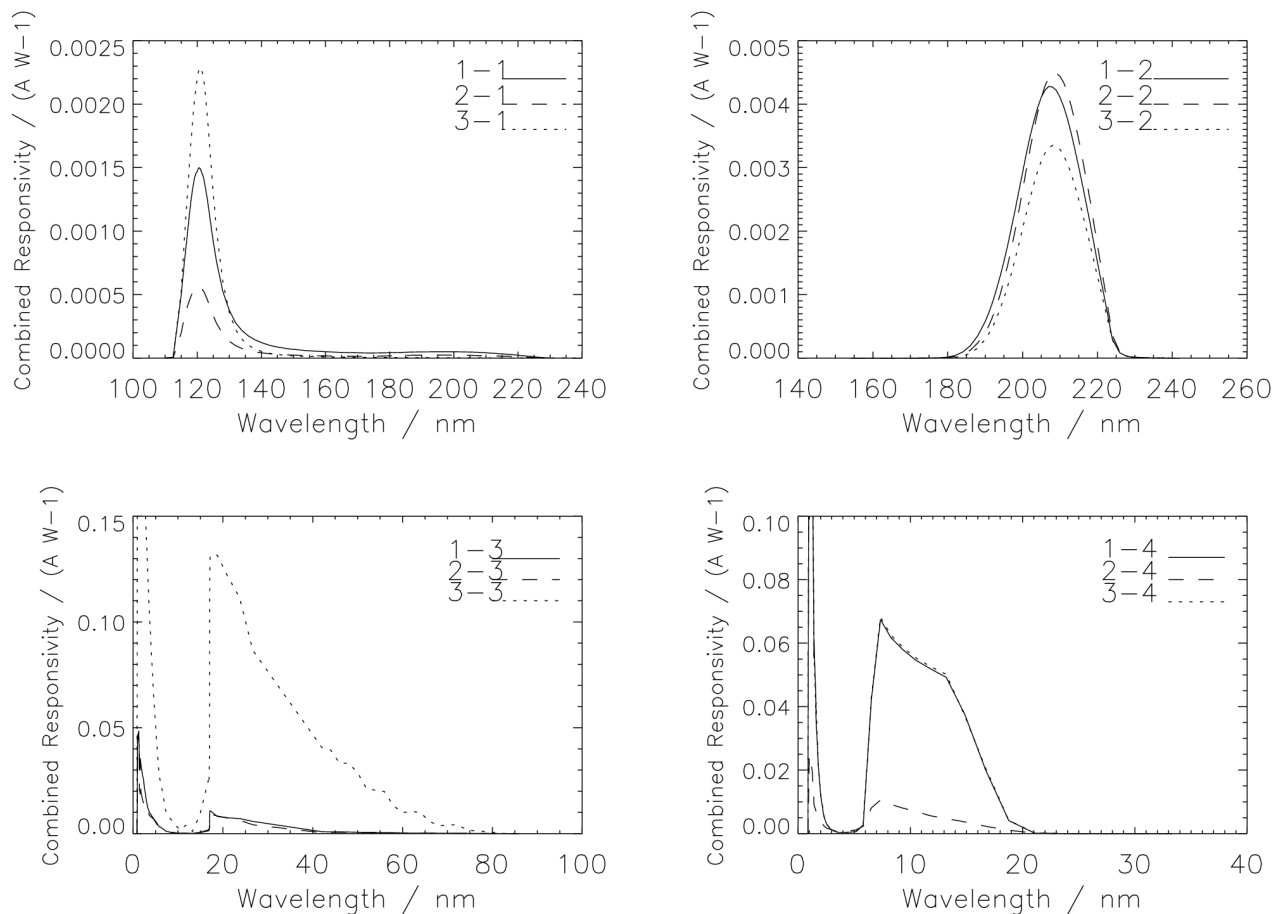 Combined Responsivity / (A W−1)
0.0025
0.0020
0.0015
0.0010
0.0005
0.0000
100 120 140 160 180 200 220 240
Wavelength / nm
1−1
2−1
3−1
Combined Responsivity / (A W−1)
0.005
0.004
0.003
0.002
0.001
0.000
140 160 180 200 220 240 260
Wavelength / nm
1−2
2−2
3−2
Combined Responsivity / (A W−1)
0.15
0.10
0.05
0.00
0 20 40 60 80 100
Wavelength / nm
1−3
2−3
3−3
Combined Responsivity / (A W−1)
0.10
0.08
0.06
0.04
0.02
0.00
0 10 20 30 40
Wavelength / nm
1−4
2−4
3−4